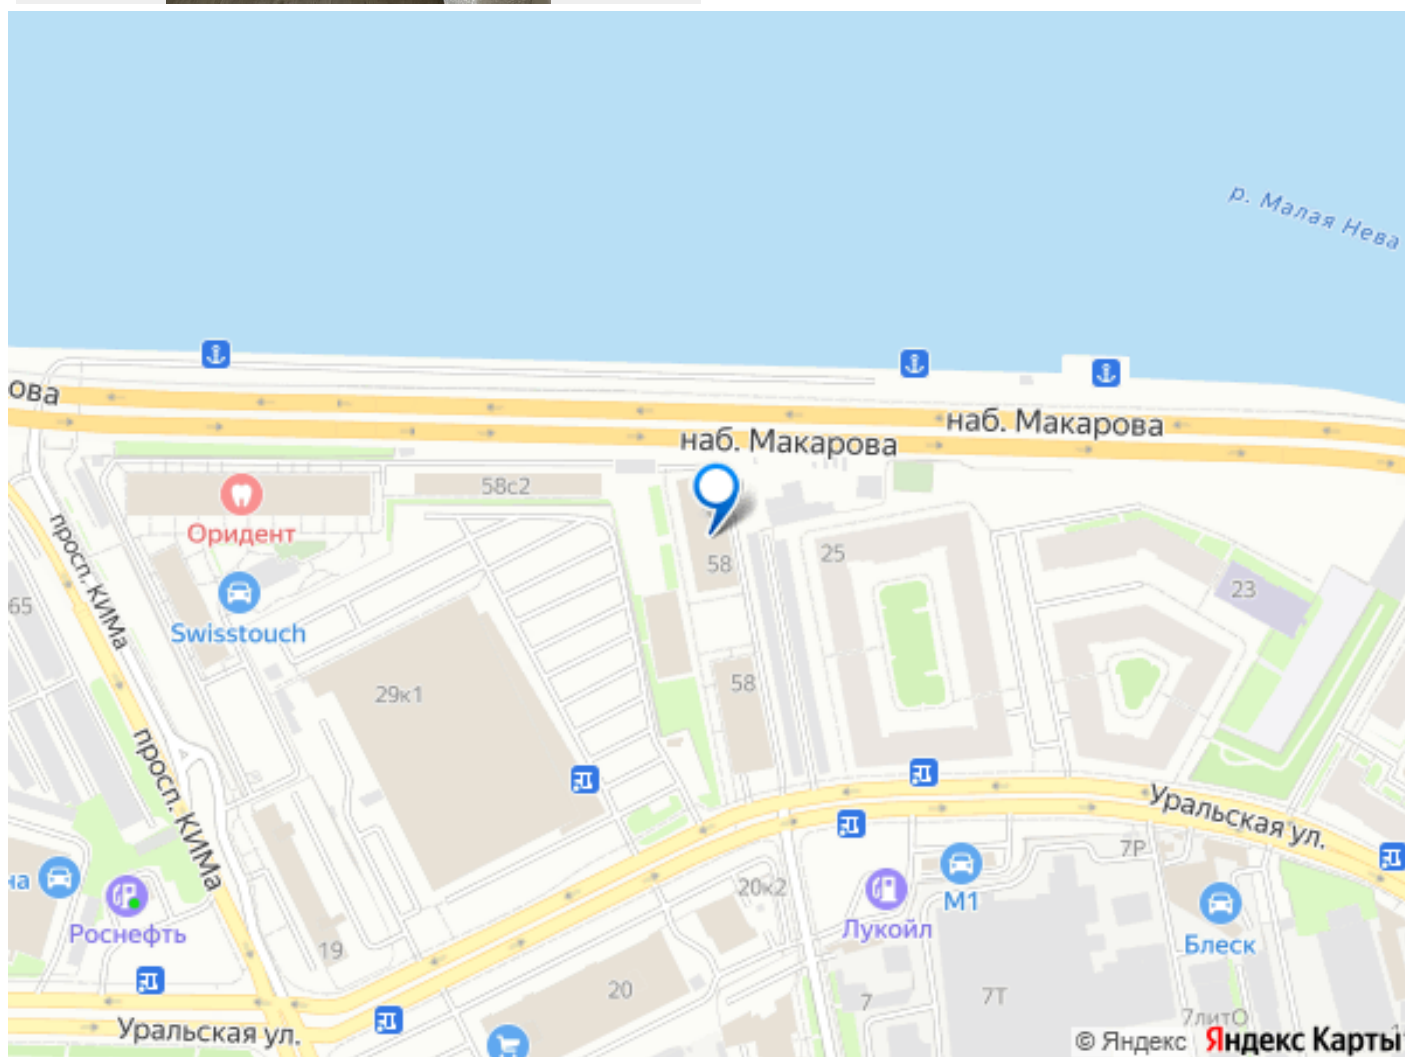 р. Малая Нева
ова
наб. Макарова
наб. Макарова
58с2
Оридент
просп. КИМа
58
25
23
65
Swisstouch
29к1
58
просп. КИМа
Уральская ул.
7Р
на
20к2
М1
Роснефть
Лукойл
Блеск
19
20
7
7Т
7литО
Уральская ул.
© Яндекс Яндекс Карты